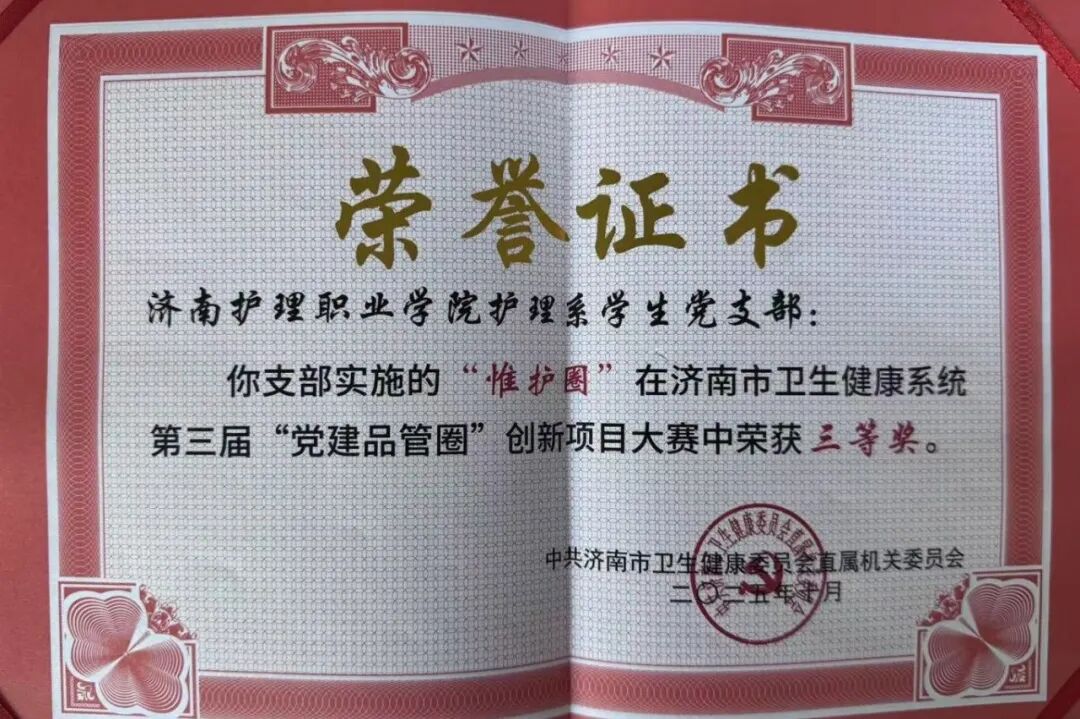 荣誉证书
济南护理职业学院护理系学生党支部：
你支部实施的“惟护圈”在济南市卫生健康系统
第三届“党建品管圈”创新项目大赛中荣获三等奖。
中共济南市卫生健康委员会直属机关委员会
二〇二五年十月